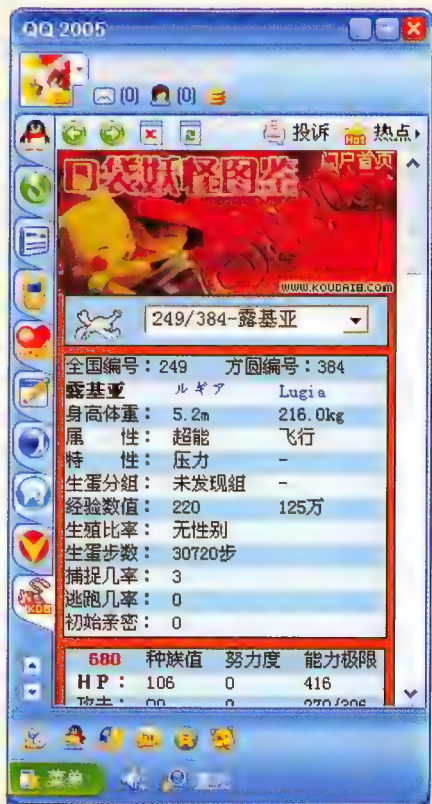 QQ 2005
(0) (0)
投诉 Hot 热点
口袋妖怪图鉴 门户首页
WWW.KOUDAI8.COM
249/384-露基亚
全国编号：249 方圆编号：384
露基亚 ルギア Lugia
身高体重： 5.2m 216.0kg
属 性： 超能 飞行
特 性： 压力 -
生蛋分组： 未发现组 -
经验数值： 220 125万
生殖比率： 无性别
生蛋步数： 30720步
捕捉几率： 3
逃跑几率： 0
初始亲密： 0
680 种族值 努力度 能力极限
HP： 106 0 416
菜单